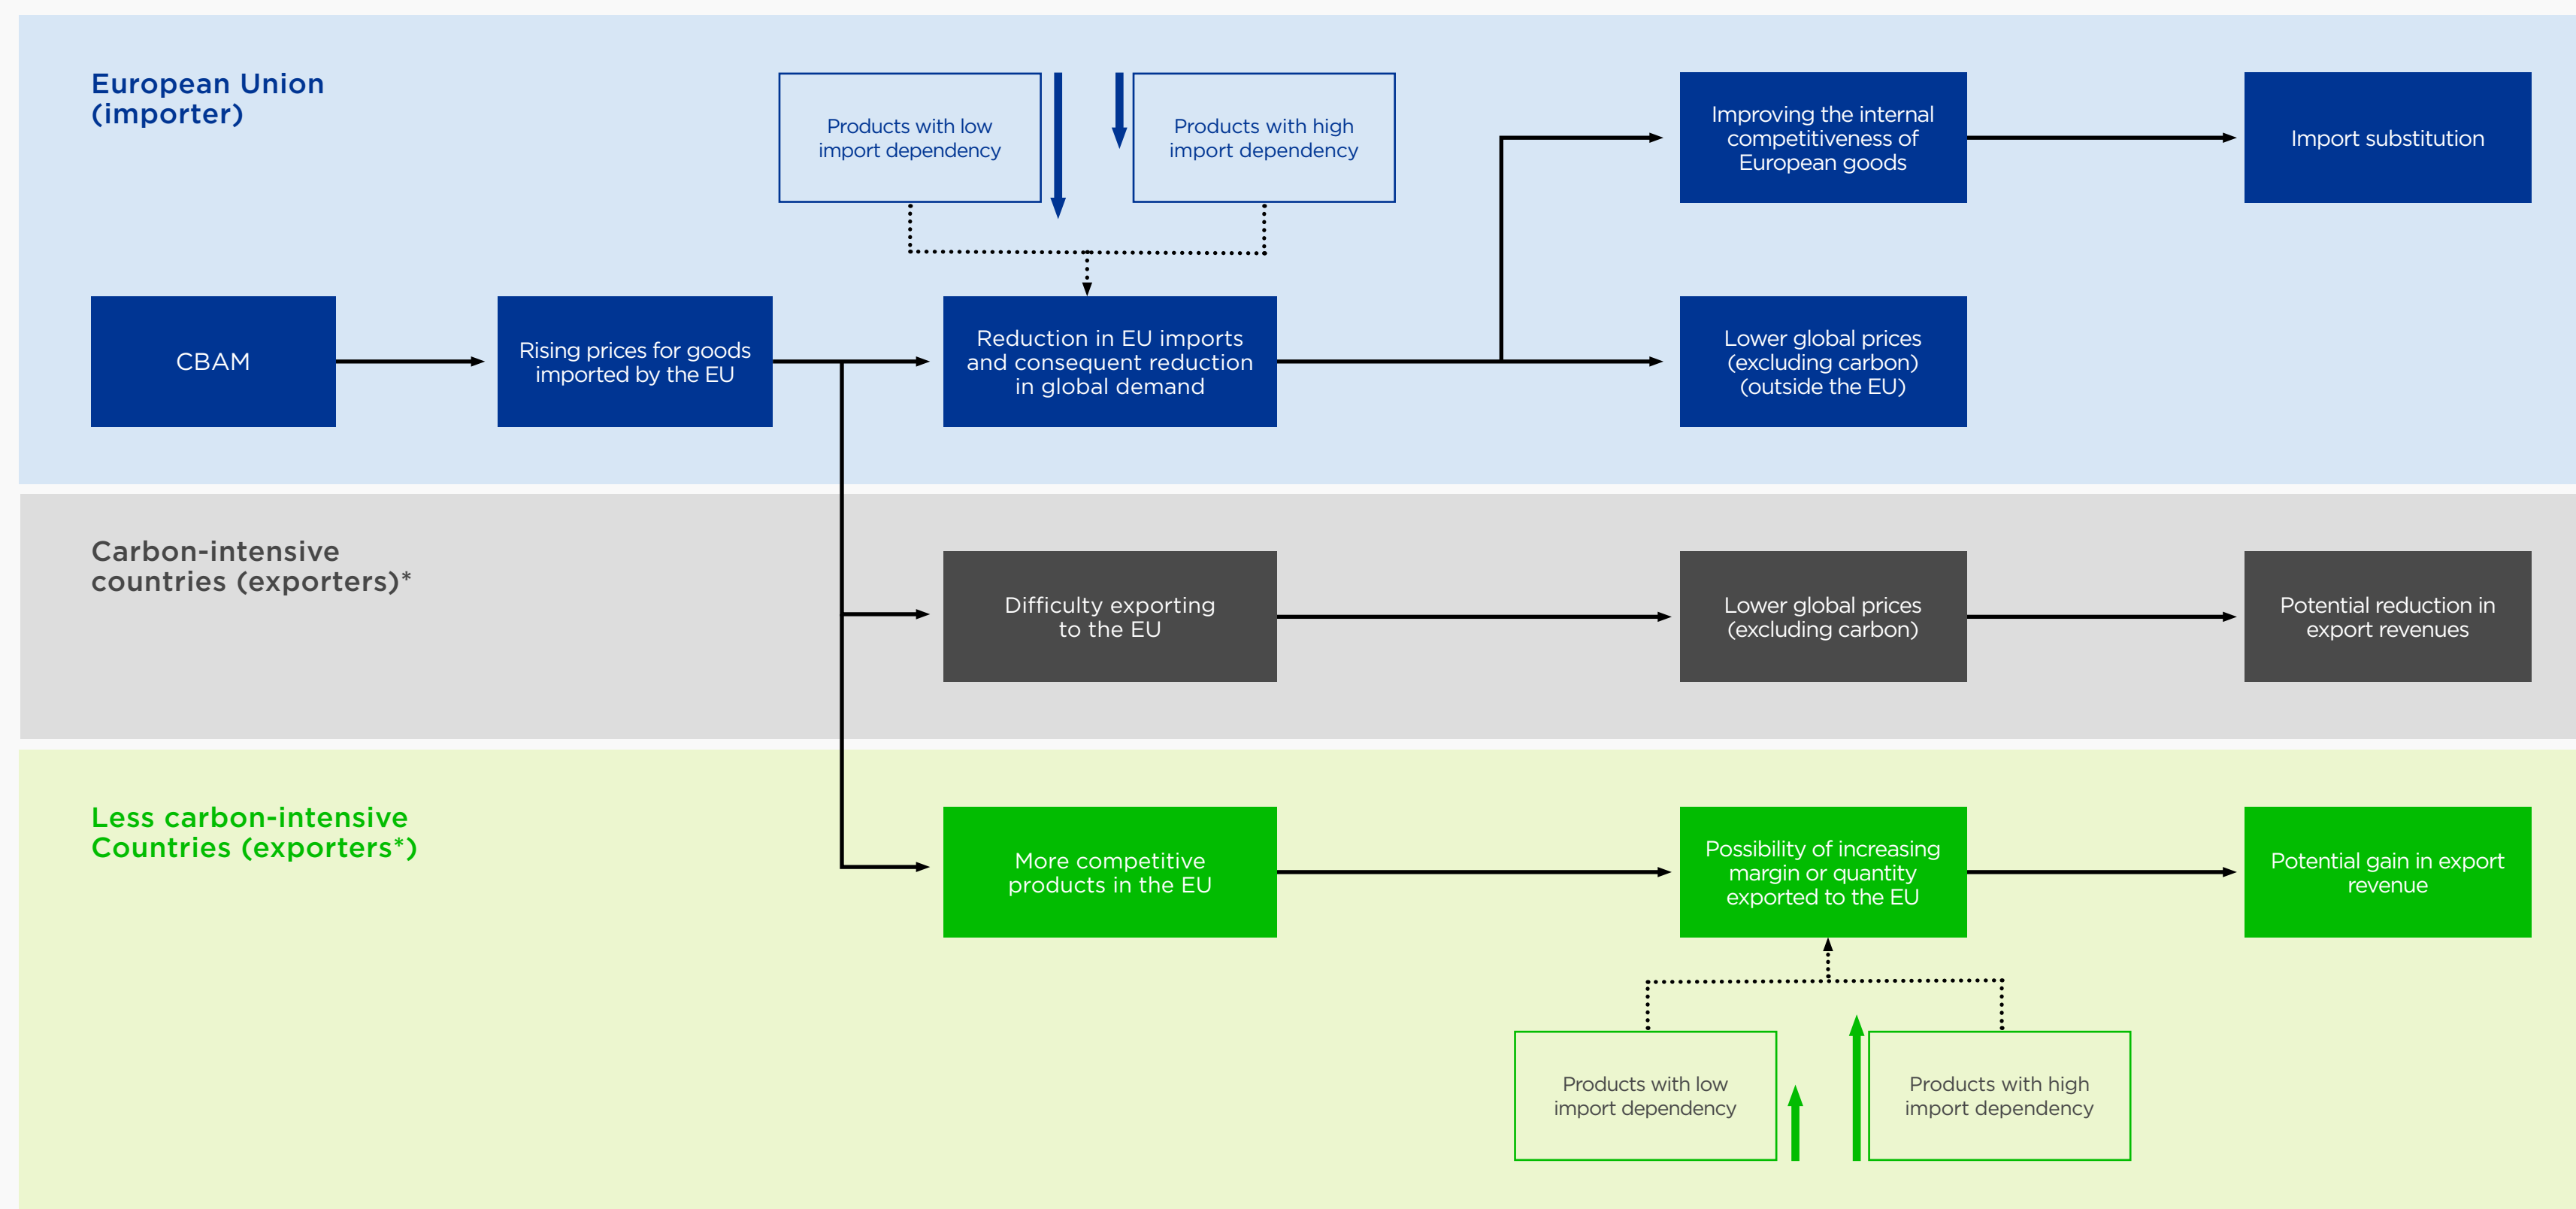 European Union
(importer)
Products with low
import dependency
Products with high
import dependency
Improving the internal
competitiveness of
European goods
Import substitution
CBAM
Rising prices for goods
imported by the EU
Reduction in EU imports
and consequent reduction
in global demand
Lower global prices
(excluding carbon)
(outside the EU)
Carbon-intensive
countries (exporters)*
Difficulty exporting
to the EU
Lower global prices
(excluding carbon)
Potential reduction in
export revenues
Less carbon-intensive
Countries (exporters*)
More competitive
products in the EU
Possibility of increasing
margin or quantity
exported to the EU
Potential gain in export
revenue
Products with low
import dependency
Products with high
import dependency